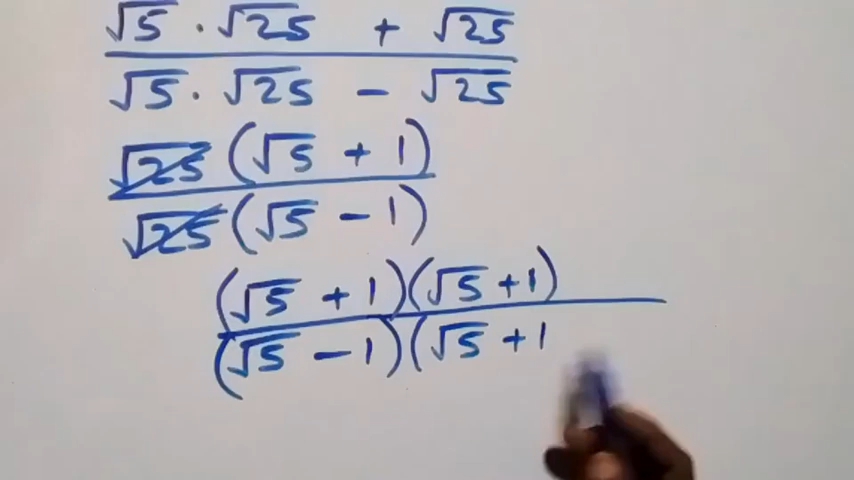 √5 · √25 + √25
√5 · √25 − √25
√25 (√5 + 1)
√25 (√5 − 1)
(√5 + 1)(√5 + 1)
(√5 − 1)(√5 + 1